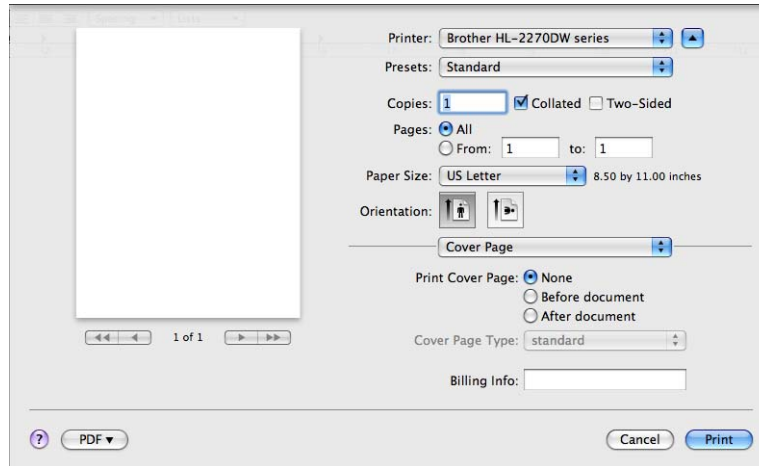 Spacing Lists
Printer: Brother HL-2270DW series
Presets: Standard
Copies: 1 Collated Two-Sided
Pages: All
From: 1 to: 1
Paper Size: US Letter 8.50 by 11.00 inches
Orientation:
Cover Page
Print Cover Page: None
Before document
After document
1 of 1
Cover Page Type: standard
Billing Info:
? PDF Cancel Print